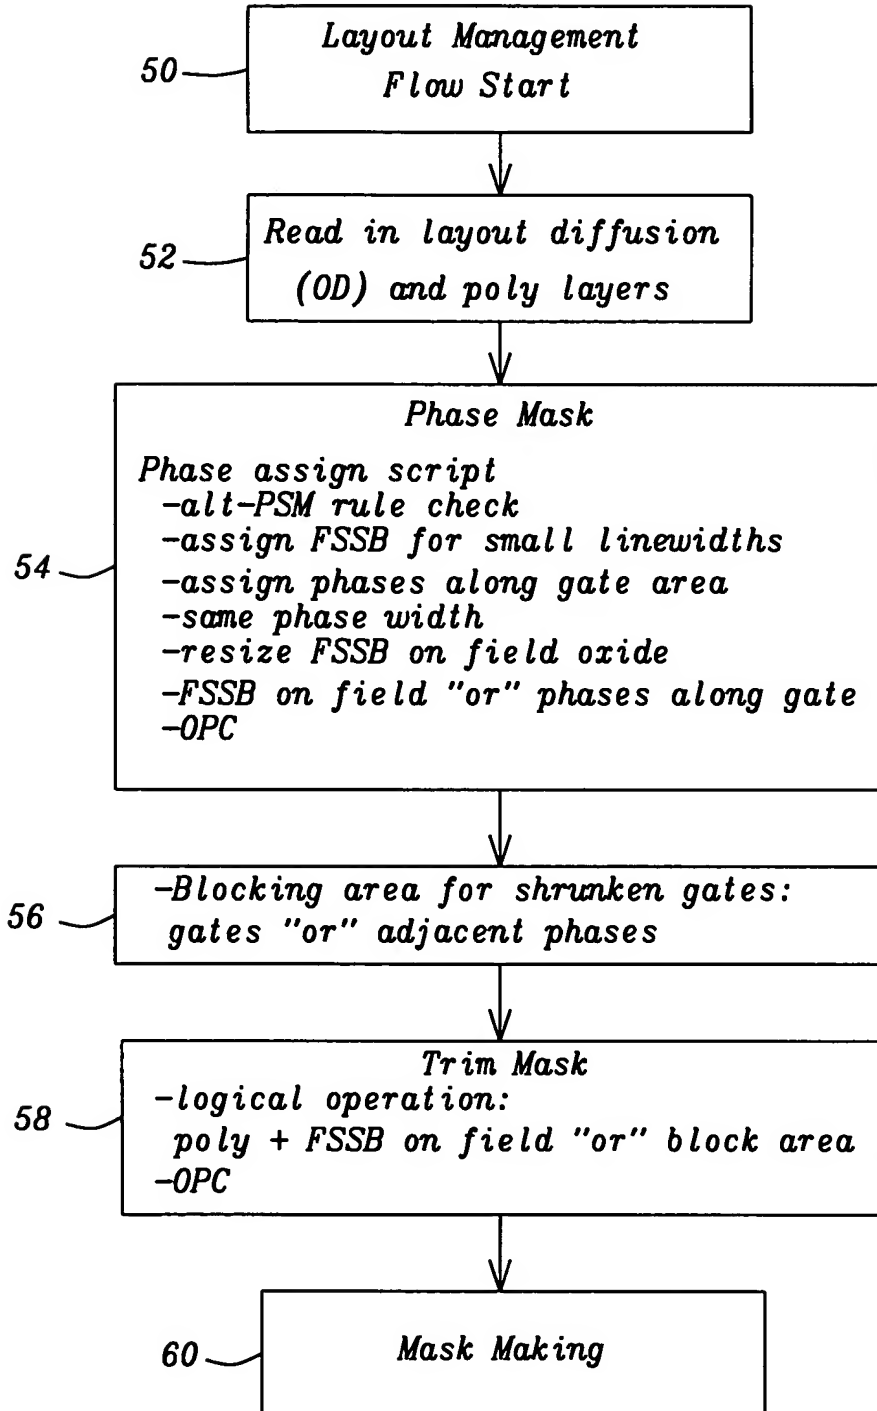 Layout Management
Flow Start
50
Read in layout diffusion
(OD) and poly layers
52
Phase Mask
Phase assign script
-alt-PSM rule check
-assign FSSB for small linewidths
-assign phases along gate area
-same phase width
-resize FSSB on field oxide
-FSSB on field "or" phases along gate
-OPC
54
-Blocking area for shrunken gates:
gates "or" adjacent phases
56
Trim Mask
-logical operation:
poly + FSSB on field "or" block area
-OPC
58
Mask Making
60